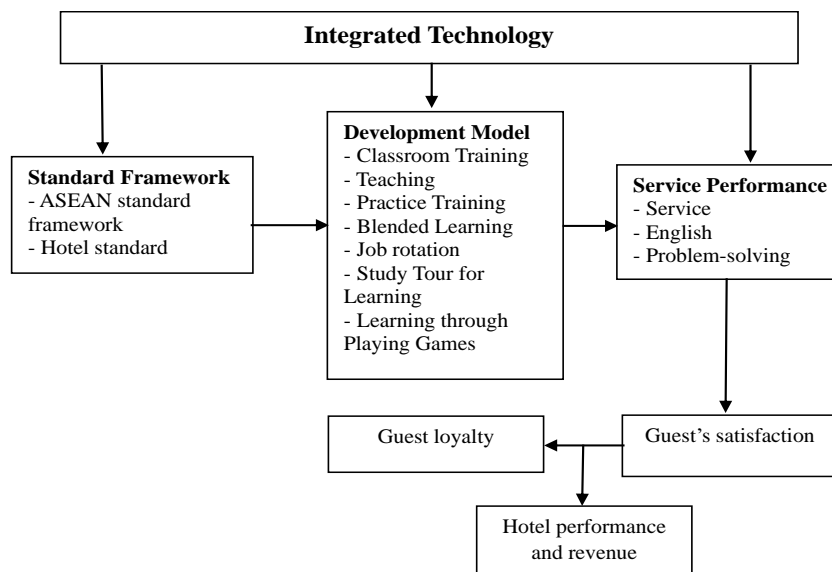 Integrated Technology
Standard Framework
- ASEAN standard
framework
- Hotel standard
Development Model
- Classroom Training
- Teaching
- Practice Training
- Blended Learning
- Job rotation
- Study Tour for
Learning
- Learning through
Playing Games
Service Performance
- Service
- English
- Problem-solving
Guest loyalty
Guest's satisfaction
Hotel performance
and revenue